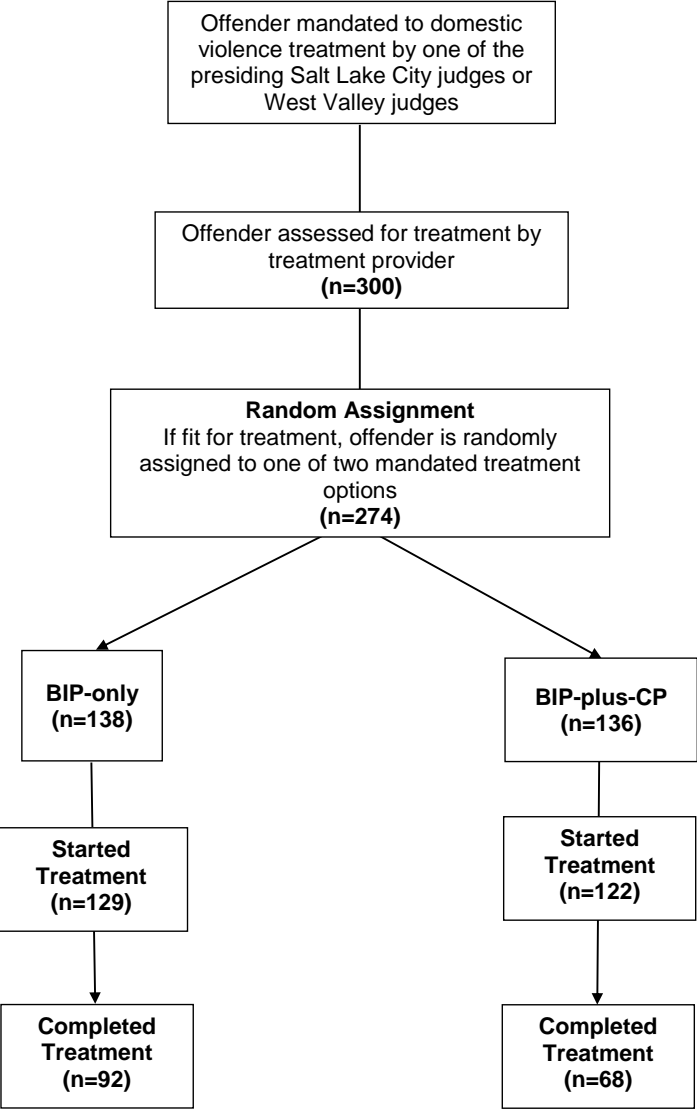 Offender mandated to domestic
violence treatment by one of the
presiding Salt Lake City judges or
West Valley judges
Offender assessed for treatment by
treatment provider
(n=300)
Random Assignment
If fit for treatment, offender is randomly
assigned to one of two mandated treatment
options
(n=274)
BIP-only
(n=138)
BIP-plus-CP
(n=136)
Started
Treatment
(n=129)
Started
Treatment
(n=122)
Completed
Treatment
(n=92)
Completed
Treatment
(n=68)